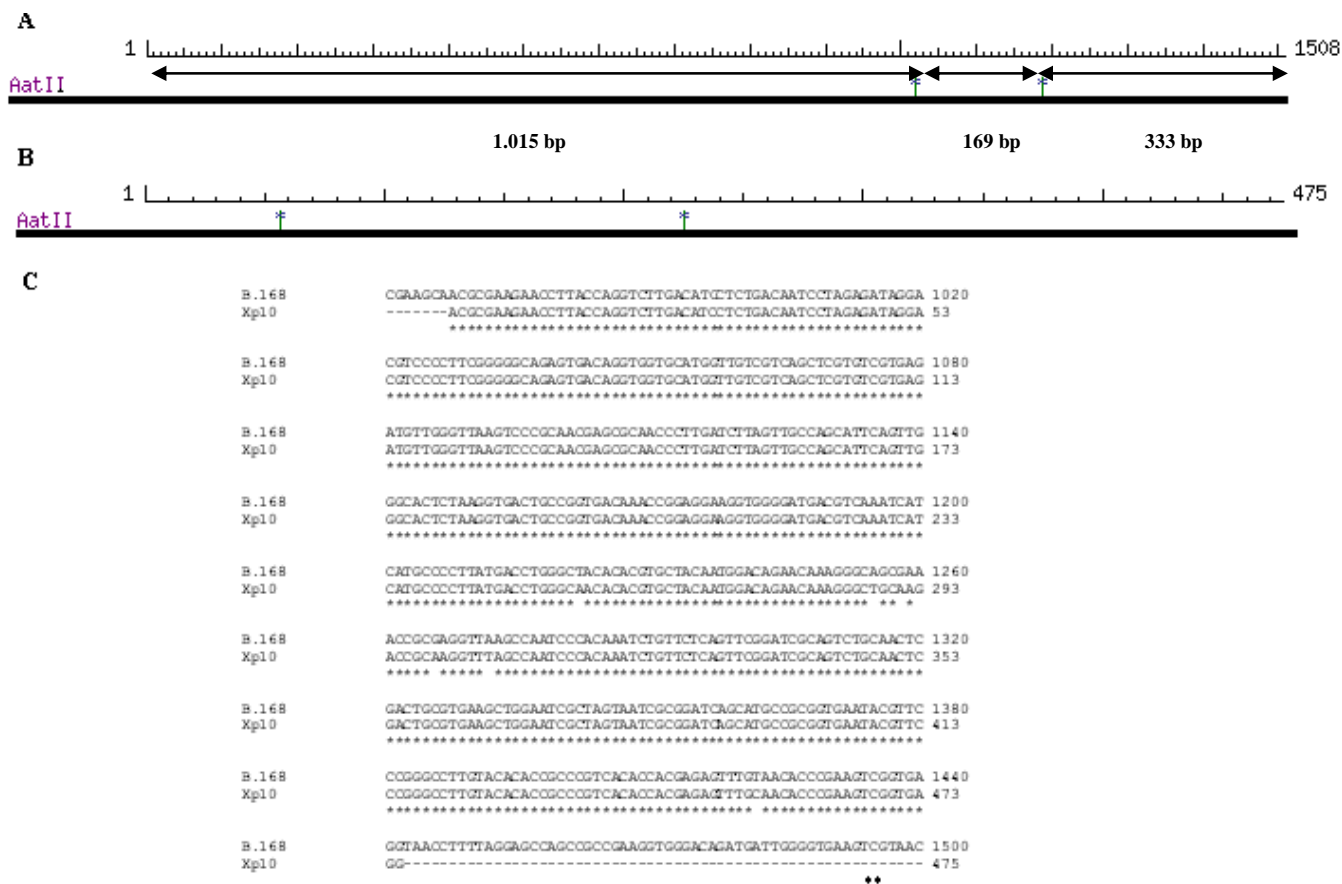 A
1 1508
AatII
1.015 bp 169 bp 333 bp
B
1 475
AatII
C
B.168 CGAAGCAACGCGAAGAACCTTACCAGGTCTTGACATCCTCTGACAATCCTAGAGATAGGA 1020
Xp10 -------ACGCGAAGAACCTTACCAGGTCTTGACATCCTCTGACAATCCTAGAGATAGGA 53
*****************************************************
B.168 CGTCCCCTTCGGGGGCAGAGTGACAGGTGGTGCATGGTTGTCGTCAGCTCGTGTCGTGAG 1080
Xp10 CGTCCCCTTCGGGGGCAGAGTGACAGGTGGTGCATGGTTGTCGTCAGCTCGTGTCGTGAG 113
************************************************************
B.168 ATGTTGGGTTAAGTCCCGCAACGAGCGCAACCCTTGATCTTAGTTGCCAGCATTCAGTTG 1140
Xp10 ATGTTGGGTTAAGTCCCGCAACGAGCGCAACCCTTGATCTTAGTTGCCAGCATTCAGTTG 173
************************************************************
B.168 GGCACTCTAAGGTGACTGCCGGTGACAAACCGGAGGAAGGTGGGGATGACGTCAAATCAT 1200
Xp10 GGCACTCTAAGGTGACTGCCGGTGACAAACCGGAGGAAGGTGGGGATGACGTCAAATCAT 233
************************************************************
B.168 CATGCCCCTTATGACCTGGGCTACACACGTGCTACAATGGACAGAACAAAGGGCAGCGAA 1260
Xp10 CATGCCCCTTATGACCTGGGCAACACACGTGCTACAATGGACAGAACAAAGGGCTGCAAG 293
********************* ******************************** ** *
B.168 ACCGCGAGGTTAAGCCAATCCCACAAATCTGTTCTCAGTTCGGATCGCAGTCTGCAACTC 1320
Xp10 ACCGCAAGGTTTAGCCAATCCCACAAATCTGTTCTCAGTTCGGATCGCAGTCTGCAACTC 353
***** ***** ************************************************
B.168 GACTGCGTGAAGCTGGAATCGCTAGTAATCGCGGATCAGCATGCCGCGGTGAATACGTTC 1380
Xp10 GACTGCGTGAAGCTGGAATCGCTAGTAATCGCGGATCAGCATGCCGCGGTGAATACGTTC 413
************************************************************
B.168 CCGGGCCTTGTACACACCGCCCGTCACACCACGAGAGTTTGTAACACCCGAAGTCGGTGA 1440
Xp10 CCGGGCCTTGTACACACCGCCCGTCACACCACGAGAGTTTGCAACACCCGAAGTCGGTGA 473
***************************************** ******************
B.168 GGTAACCTTTTAGGAGCCAGCCGCCGAAGGTGGGACAGATGATTGGGGTGAAGTCGTAAC 1500
Xp10 GG---------------------------------------------------------- 475
**